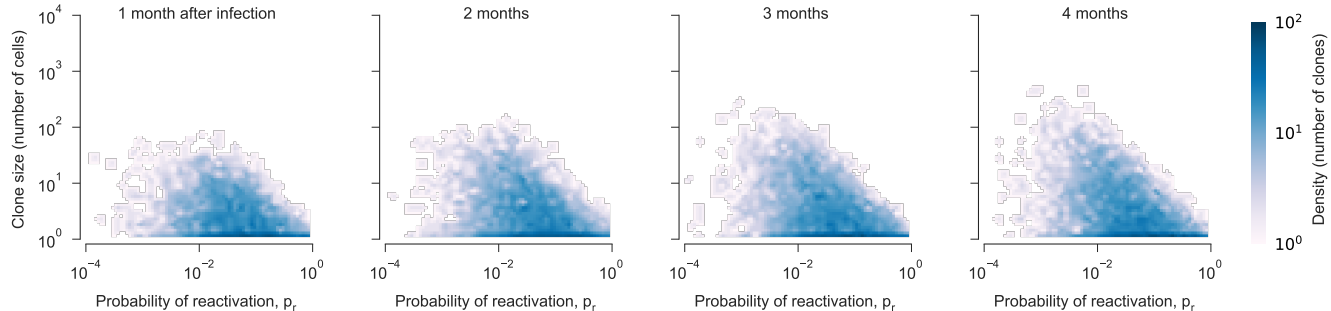 1 month after infection
2 months
3 months
4 months
Clone size (number of cells)
10^4
10^3
10^2
10^1
10^0
10^−4
10^−2
10^0
10^−4
10^−2
10^0
10^−4
10^−2
10^0
10^−4
10^−2
10^0
Probability of reactivation, p_r
Probability of reactivation, p_r
Probability of reactivation, p_r
Probability of reactivation, p_r
10^2
10^1
10^0
Density (number of clones)